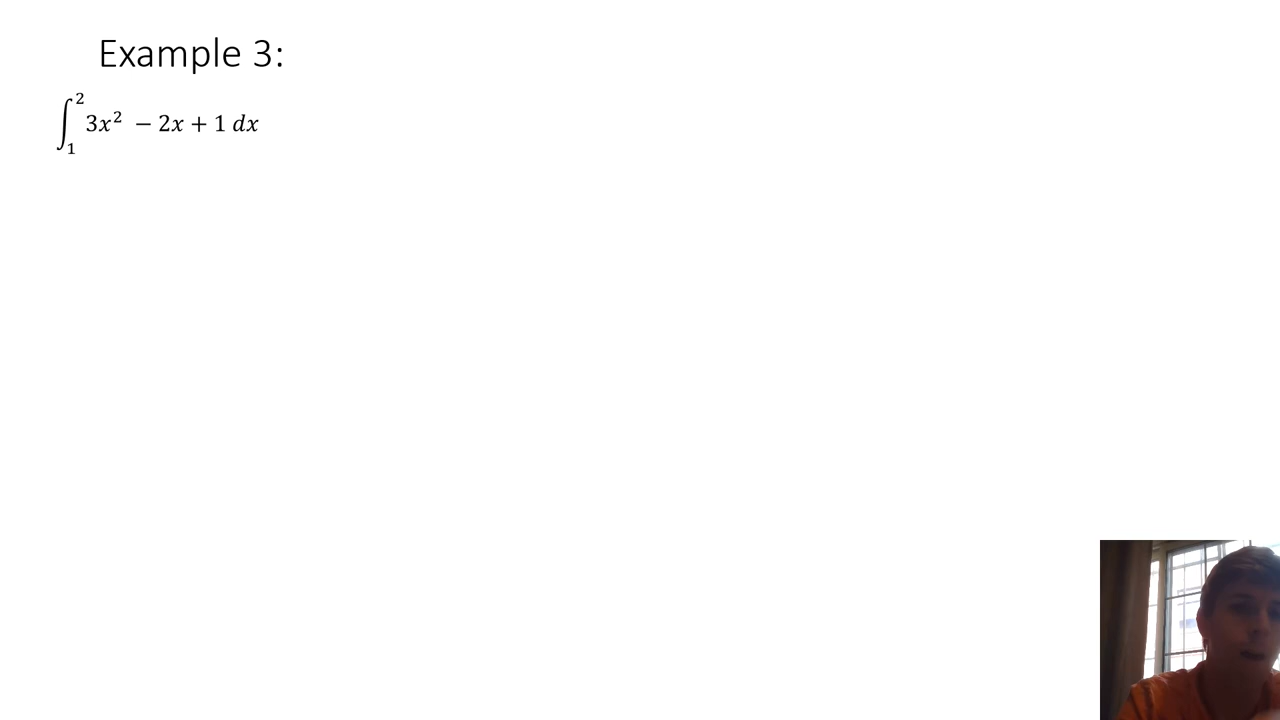 Example 3:
∫₁² 3x² − 2x + 1 dx